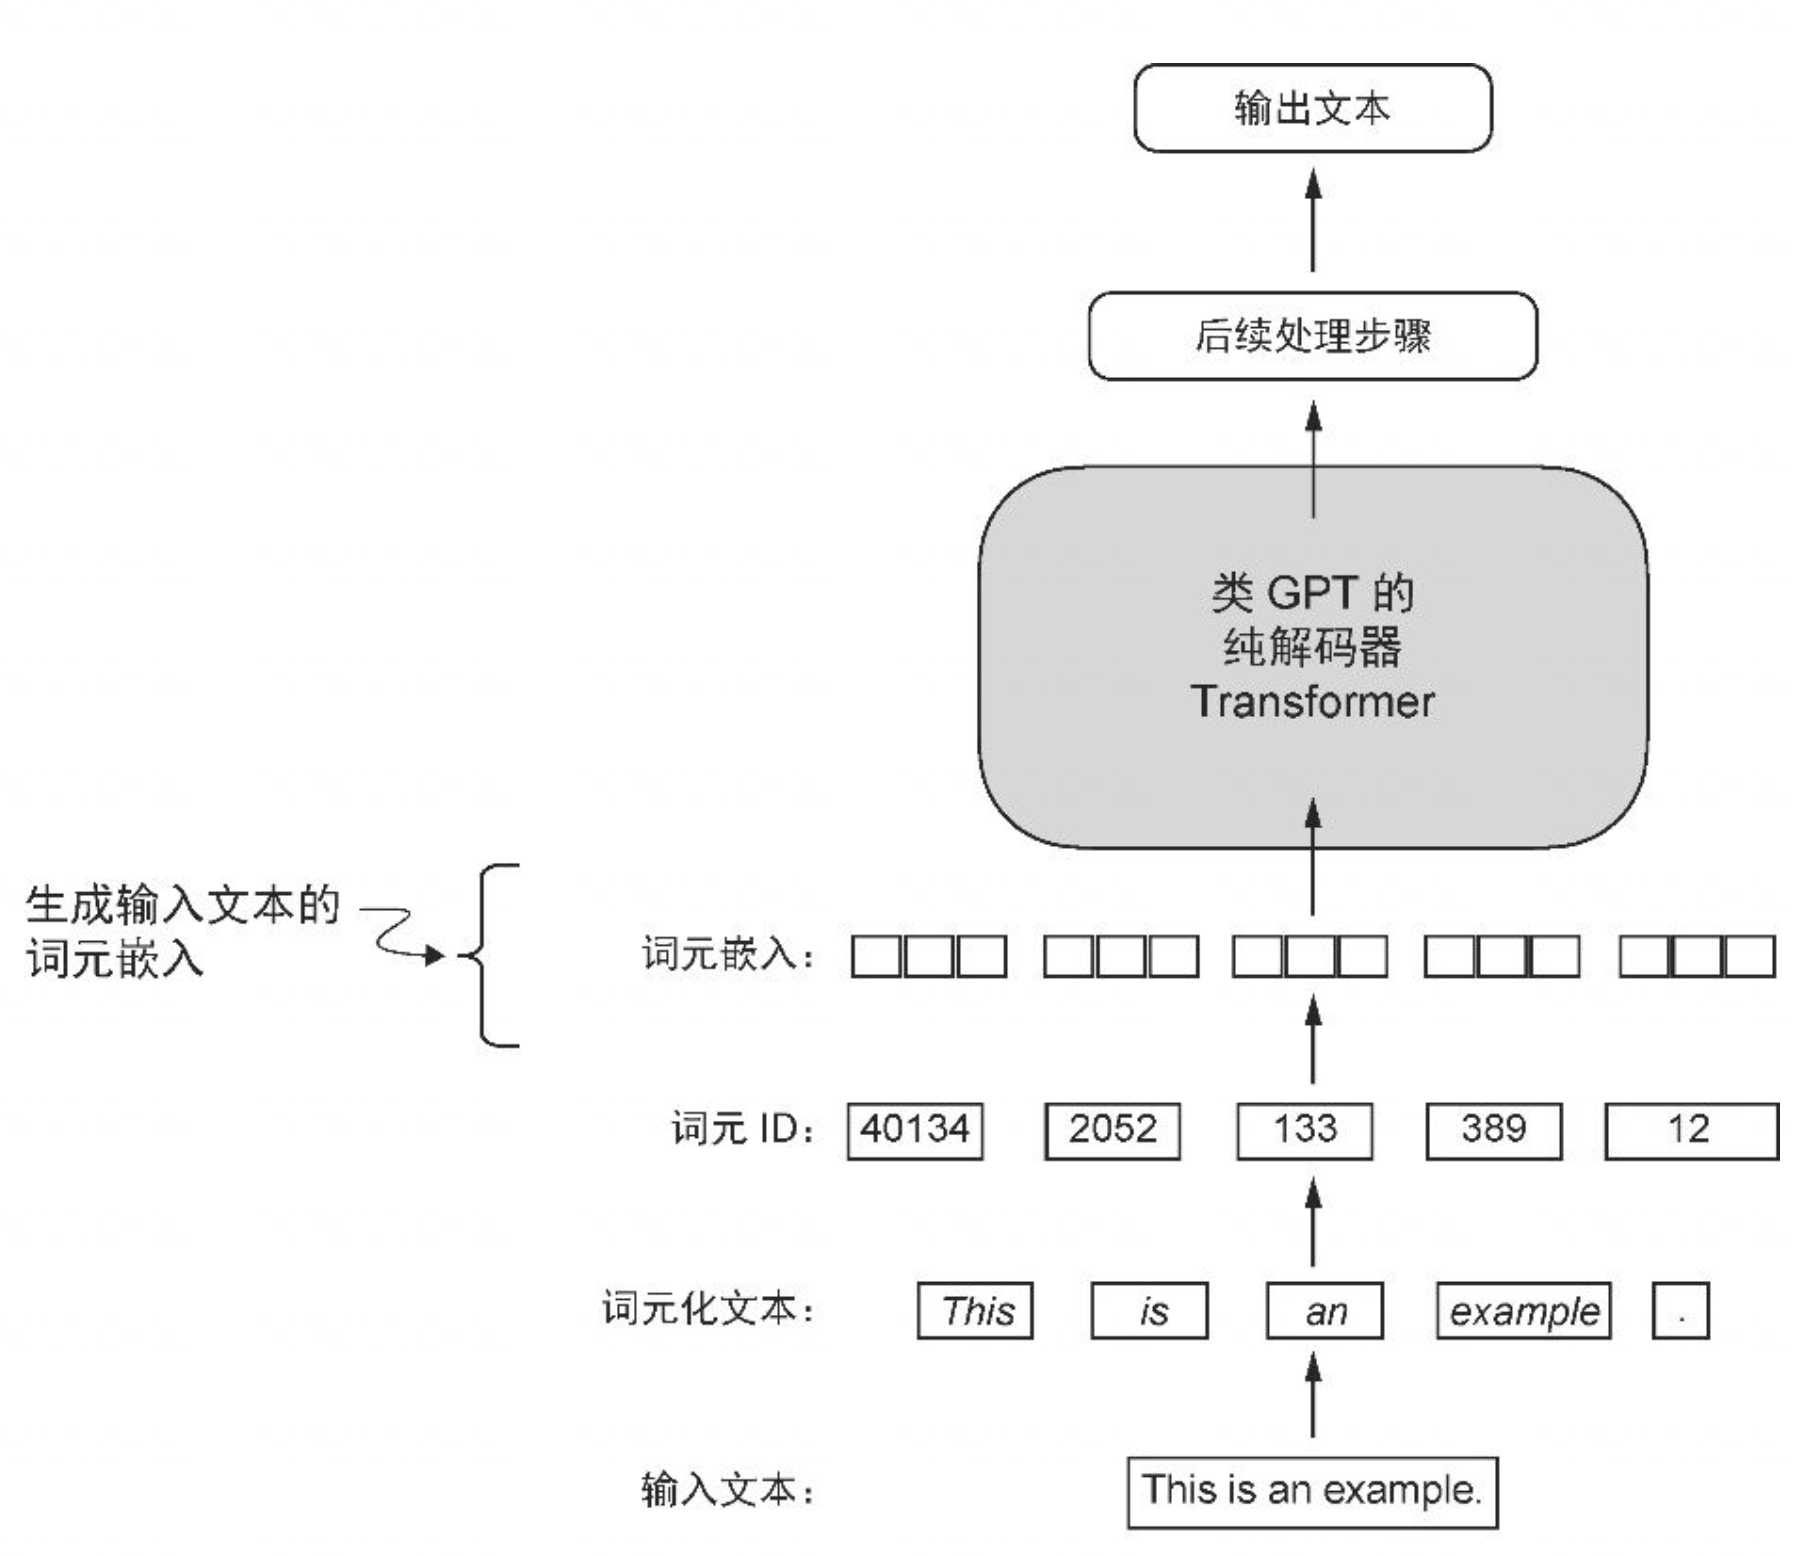 输出文本
后续处理步骤
类 GPT 的
纯解码器
Transformer
生成输入文本的
词元嵌入
词元嵌入：
词元 ID： 40134 2052 133 389 12
词元化文本： This is an example .
输入文本： This is an example.